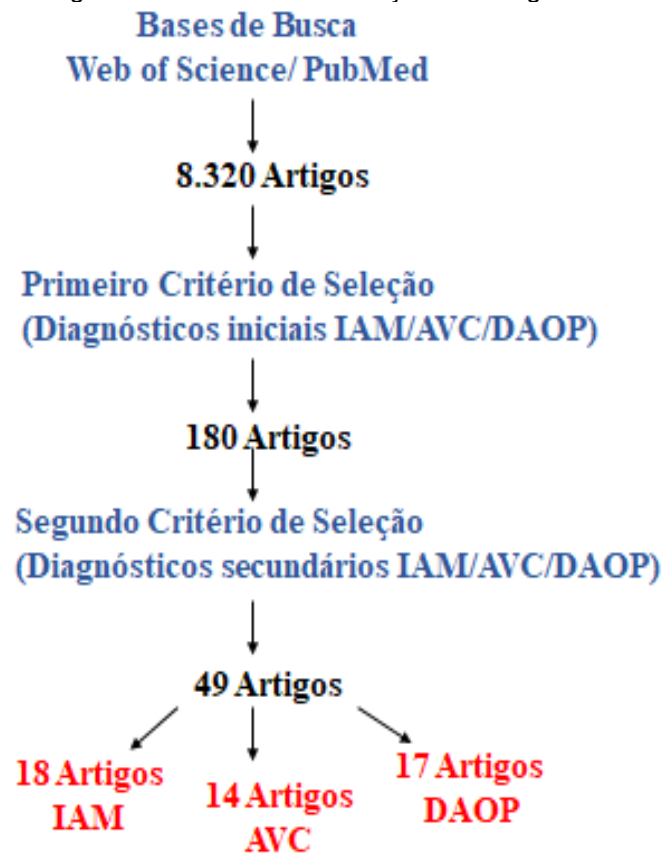 Bases de Busca
Web of Science/ PubMed
8.320 Artigos
Primeiro Critério de Seleção
(Diagnósticos iniciais IAM/AVC/DAOP)
180 Artigos
Segundo Critério de Seleção
(Diagnósticos secundários IAM/AVC/DAOP)
49 Artigos
18 Artigos
IAM
14 Artigos
AVC
17 Artigos
DAOP